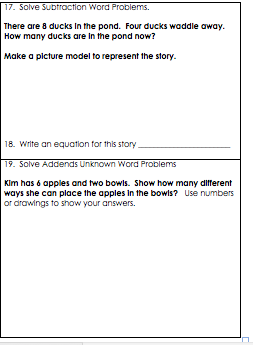 17. Solve Subtraction Word Problems.
There are 8 ducks in the pond. Four ducks waddle away.
How many ducks are in the pond now?
Make a picture model to represent the story.
18. Write an equation for this story ____________________
19. Solve Addends Unknown Word Problems
Kim has 6 apples and two bowls. Show how many different
ways she can place the apples in the bowls? Use numbers
or drawings to show your answers.